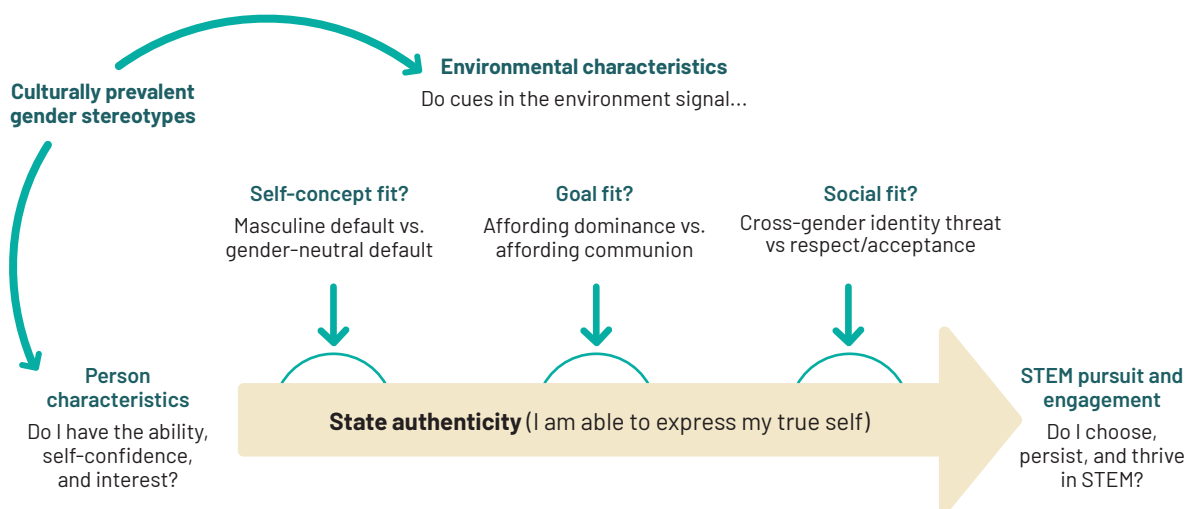 Culturally prevalent
gender stereotypes
Environmental characteristics
Do cues in the environment signal...
Self-concept fit?
Masculine default vs.
gender-neutral default
Goal fit?
Affording dominance vs.
affording communion
Social fit?
Cross-gender identity threat
vs respect/acceptance
Person
characteristics
Do I have the ability,
self-confidence,
and interest?
State authenticity (I am able to express my true self)
STEM pursuit and
engagement
Do I choose,
persist, and thrive
in STEM?